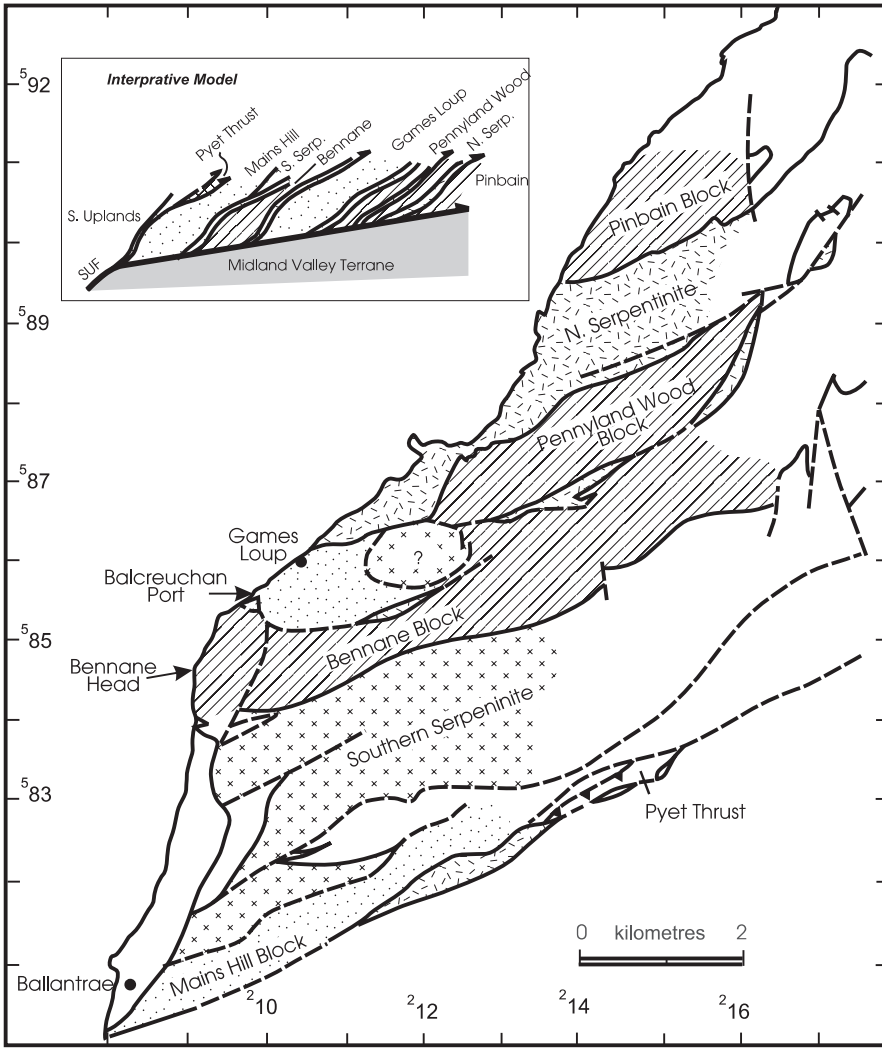 Interprative Model
Pyet Thrust
Mains Hill
S. Serp.
Bennane
Games Loup
Pennyland Wood
N. Serp.
S. Uplands
Pinbain
SUF
Midland Valley Terrane
⁵92
Pinbain Block
⁵89
N. Serpentinite
Pennyland Wood
Block
⁵87
Games
Loup
?
Balcreuchan
Port
⁵85
Bennane Block
Bennane
Head
Southern Serpeninite
⁵83
Pyet Thrust
0 kilometres 2
Mains Hill Block
Ballantrae
²10
²12
²14
²16